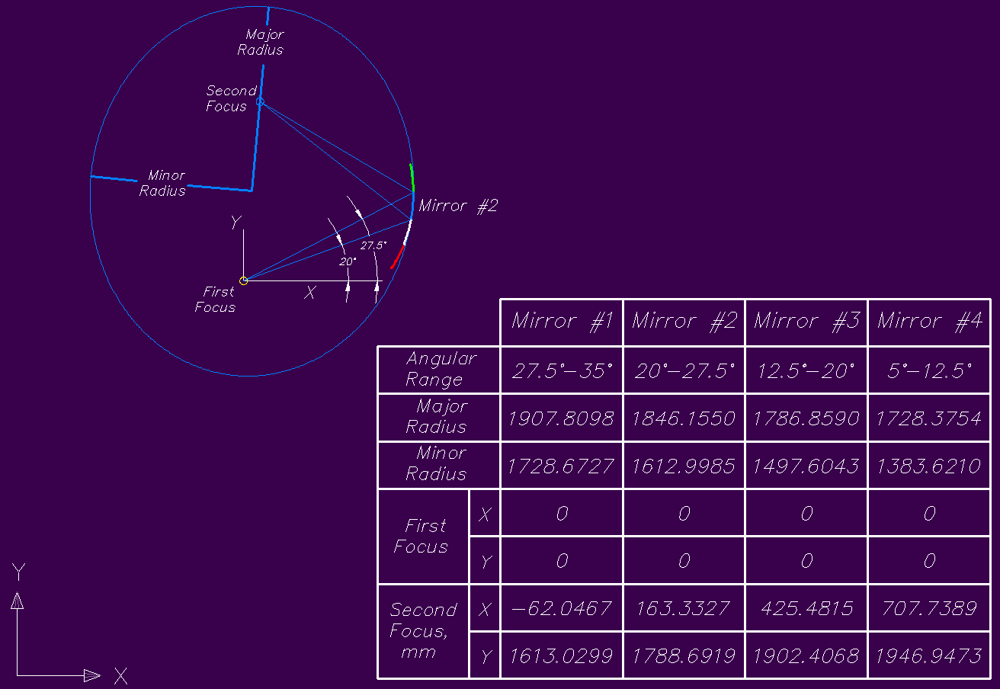 Major
Radius
Second
Focus
Minor
Radius
Mirror #2
Y
27.5°
20°
X
First
Focus
Mirror #1 Mirror #2 Mirror #3 Mirror #4
Angular
Range
27.5°–35° 20°–27.5° 12.5°–20° 5°–12.5°
Major
Radius
1907.8098 1846.1550 1786.8590 1728.3754
Minor
Radius
1728.6727 1612.9985 1497.6043 1383.6210
First
Focus
X 0 0 0 0
Y 0 0 0 0
Second
Focus,
mm
X –62.0467 163.3327 425.4815 707.7389
Y 1613.0299 1788.6919 1902.4068 1946.9473
Y
X